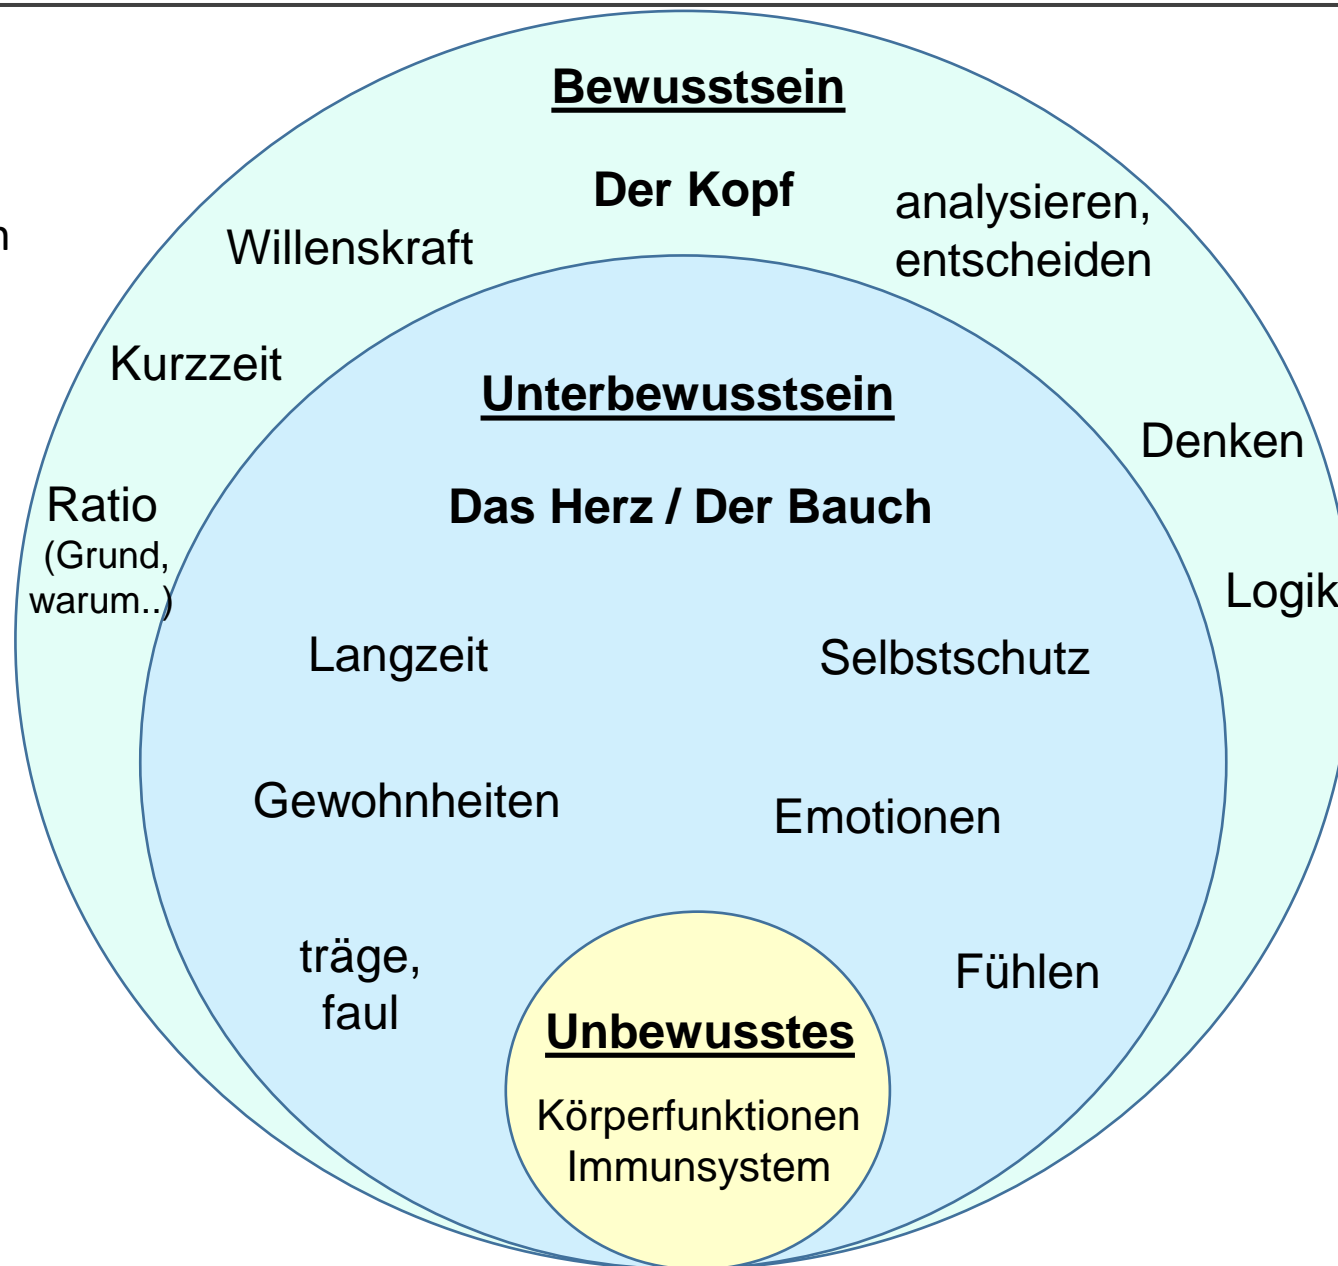 Bewusstsein
Der Kopf
analysieren,
entscheiden
Willenskraft
Kurzzeit
Denken
Ratio
(Grund,
warum..)
Logik
Unterbewusstsein
Das Herz / Der Bauch
Langzeit
Selbstschutz
Gewohnheiten
Emotionen
träge,
faul
Fühlen
Unbewusstes
Körperfunktionen
Immunsystem